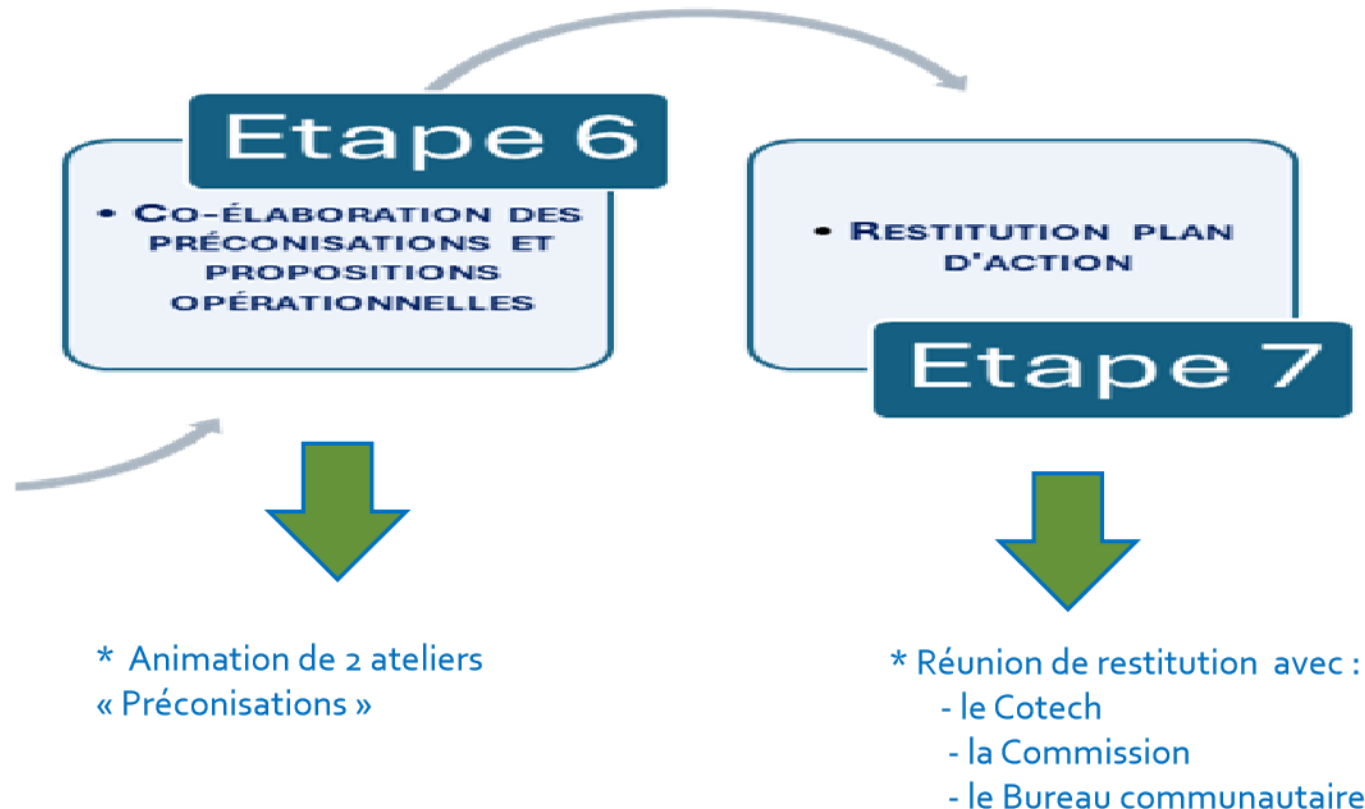 Etape 6
• CO-ÉLABORATION DES
PRÉCONISATIONS ET
PROPOSITIONS
OPÉRATIONNELLES
* Animation de 2 ateliers
« Préconisations »
• RESTITUTION PLAN
D'ACTION
Etape 7
* Réunion de restitution avec :
- le Cotech
- la Commission
- le Bureau communautaire